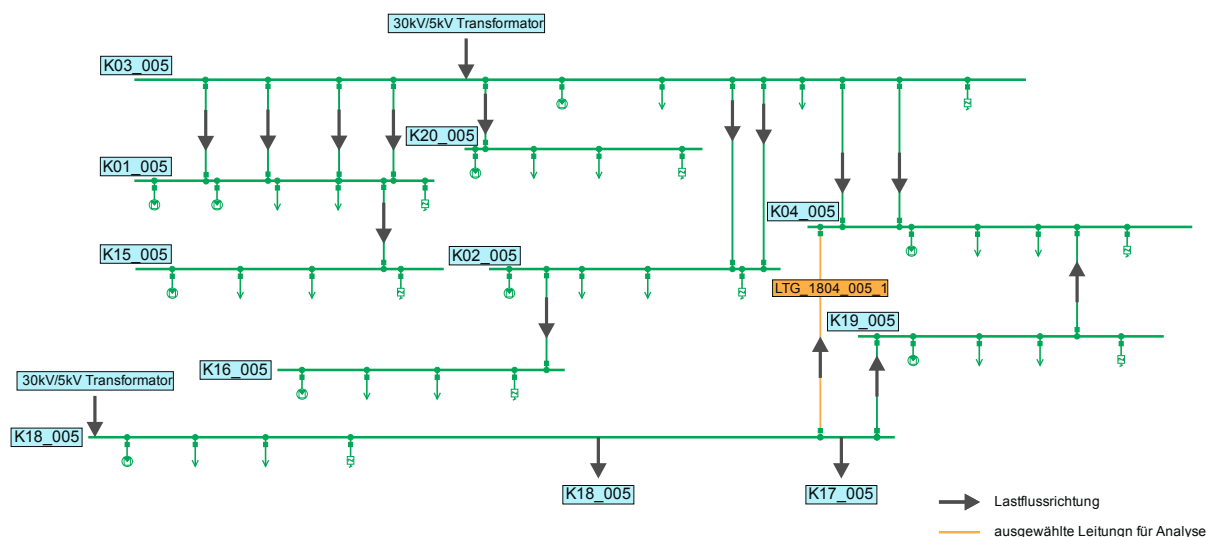 30kV/5kV Transformator
K03_005
K20_005
K01_005
K04_005
K15_005
K02_005
LTG_1804_005_1
K19_005
K16_005
30kV/5kV Transformator
K18_005
K18_005
K17_005
Lastflussrichtung
ausgewählte Leitungn für Analyse